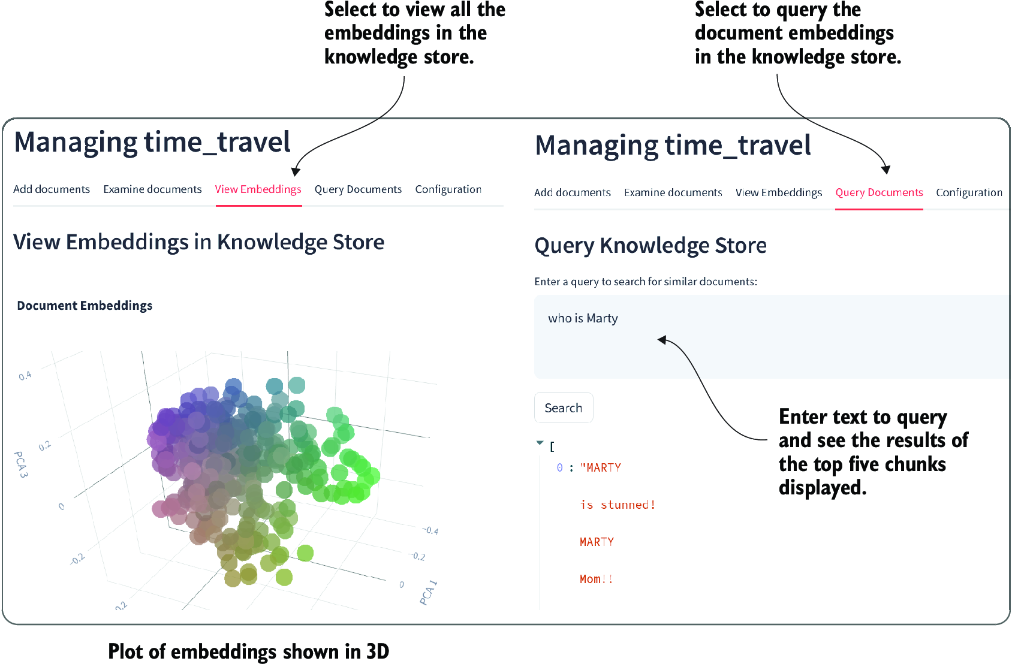 Select to view all the
embeddings in the
knowledge store.
Select to query the
document embeddings
in the knowledge store.
Managing time_travel
Add documents Examine documents View Embeddings Query Documents Configuration
View Embeddings in Knowledge Store
Document Embeddings
0.4
0.2
0
-0.2
PCA 3
0.2
-0.4
-0.2
0
PCA 1
Managing time_travel
Add documents Examine documents View Embeddings Query Documents Configuration
Query Knowledge Store
Enter a query to search for similar documents:
who is Marty
Search
[
0 : "MARTY
is stunned!
MARTY
Mom!!
Enter text to query
and see the results of
the top five chunks
displayed.
Plot of embeddings shown in 3D